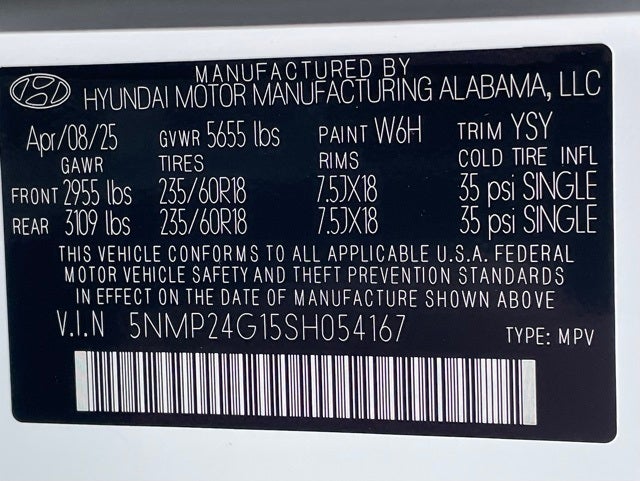 MANUFACTURED BY
HYUNDAI MOTOR MANUFACTURING ALABAMA, LLC
Apr/08/25 GVWR 5655 lbs PAINT W6H TRIM YSY
GAWR TIRES RIMS COLD TIRE INFL
FRONT 2955 lbs 235/60R18 7.5JX18 35 psi SINGLE
REAR 3109 lbs 235/60R18 7.5JX18 35 psi SINGLE
THIS VEHICLE CONFORMS TO ALL APPLICABLE U.S.A. FEDERAL
MOTOR VEHICLE SAFETY AND THEFT PREVENTION STANDARDS
IN EFFECT ON THE DATE OF MANUFACTURE SHOWN ABOVE
V.I.N 5NMP24G15SH054167 TYPE: MPV